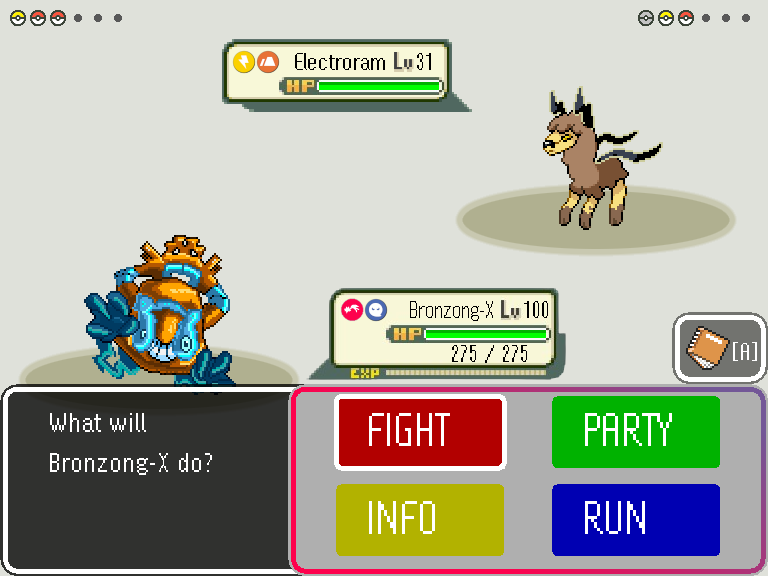 Electroram Lv31
HP
Bronzong-X Lv100
HP
275 / 275
EXP
[A]
What will
Bronzong-X do?
FIGHT
PARTY
INFO
RUN